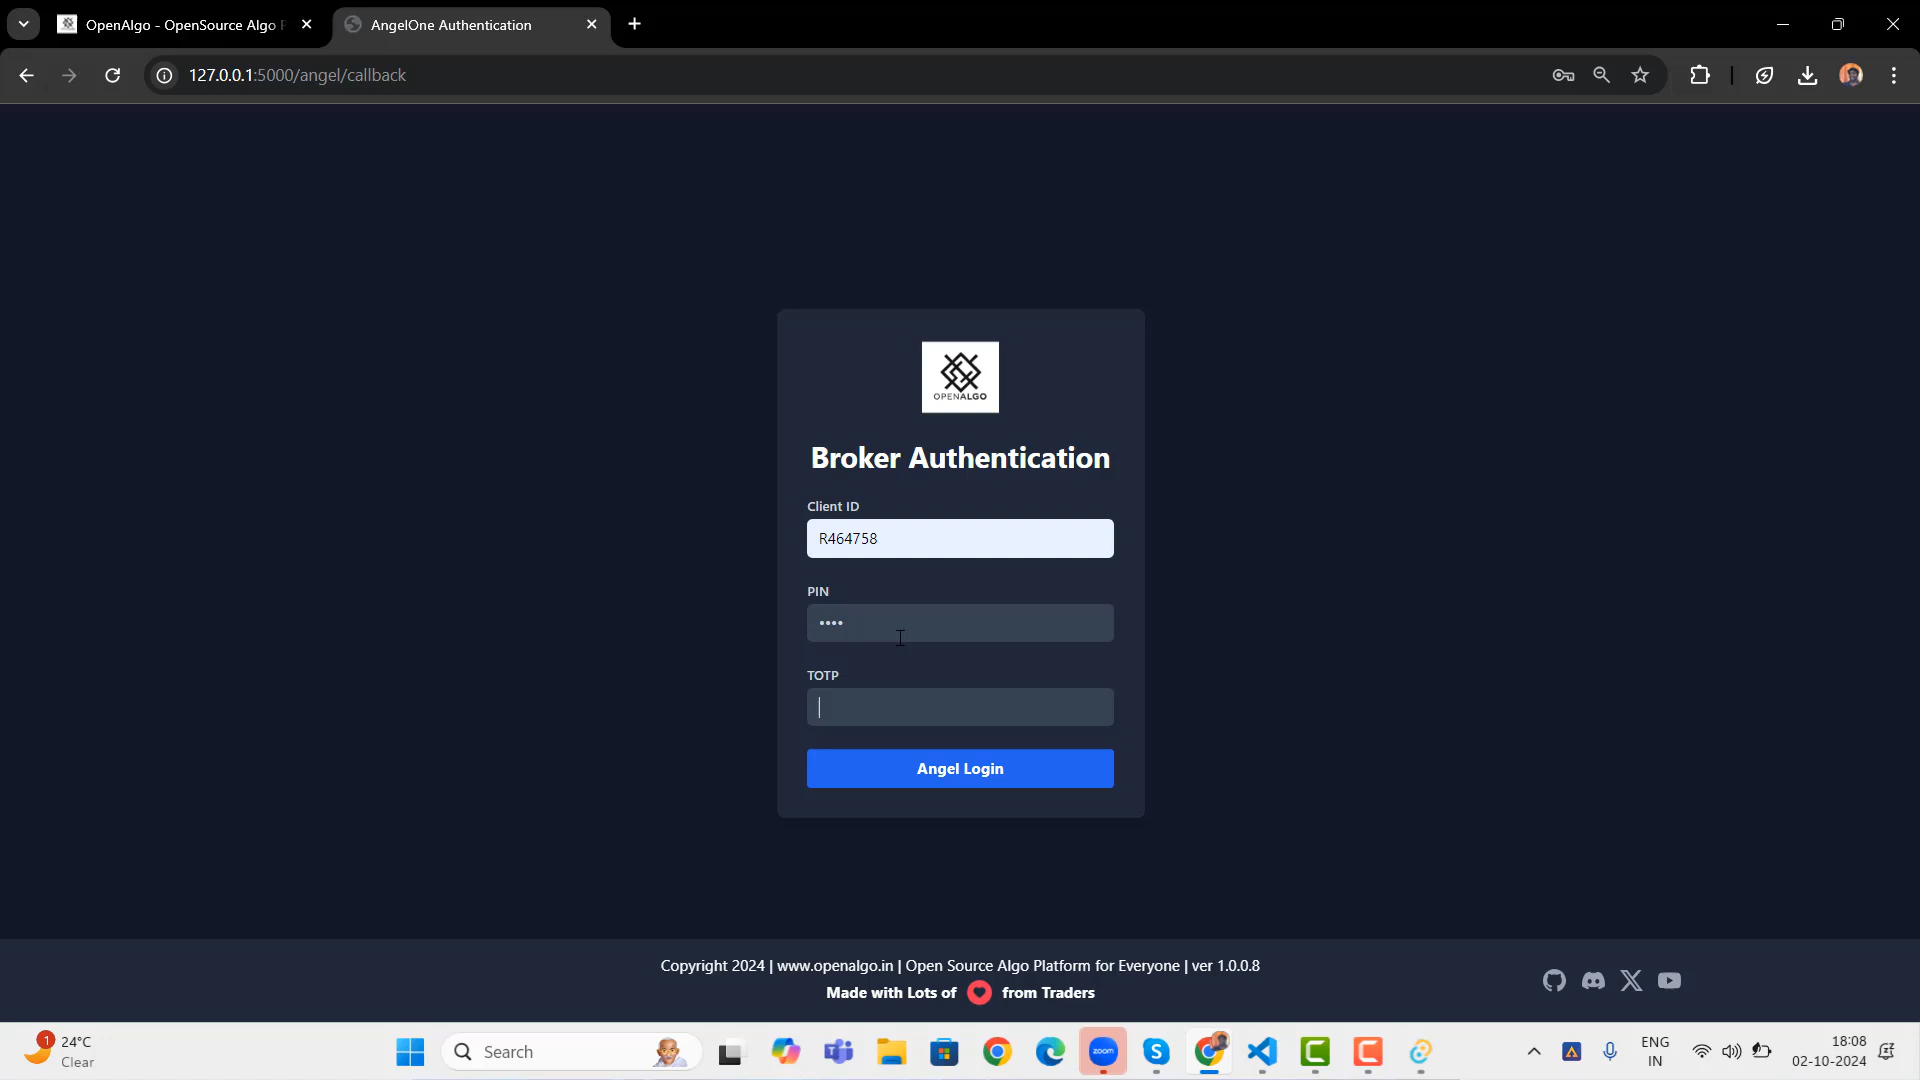 OpenAlgo - OpenSource Algo
AngelOne Authentication
127.0.0.1:5000/angel/callback
OPENALGO
Broker Authentication
Client ID
R464758
PIN
••••
TOTP
Angel Login
Copyright 2024 | www.openalgo.in | Open Source Algo Platform for Everyone | ver 1.0.0.8
Made with Lots of from Traders
1
24°C
Clear
Search
zoom
ENG
IN
18:08
02-10-2024